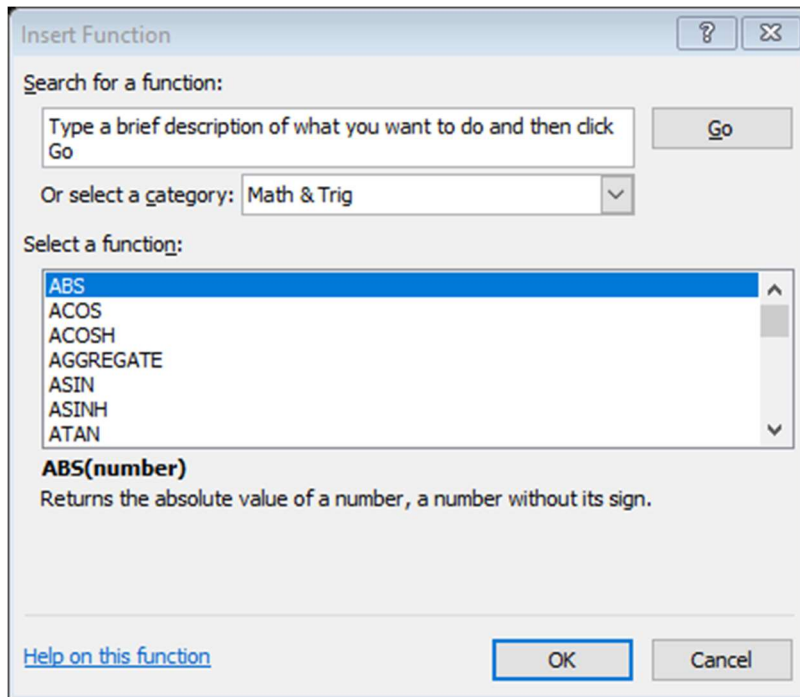 Insert Function
Search for a function:
Type a brief description of what you want to do and then click
Go
Go
Or select a category: Math & Trig
Select a function:
ABS
ACOS
ACOSH
AGGREGATE
ASIN
ASINH
ATAN
ABS(number)
Returns the absolute value of a number, a number without its sign.
Help on this function
OK
Cancel